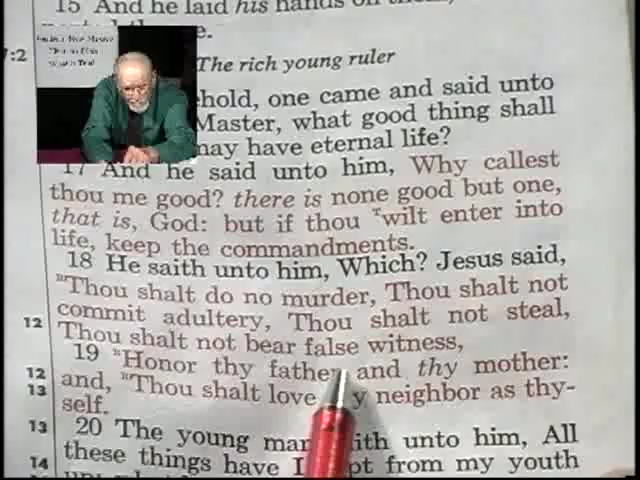 15 And he laid his hands on them,
The rich young ruler
ehold, one came and said unto
Master, what good thing shall
may have eternal life?
17 And he said unto him, Why callest
thou me good? there is none good but one,
that is, God: but if thou wilt enter into
life, keep the commandments.
18 He saith unto him, Which? Jesus said,
Thou shalt do no murder, Thou shalt not
12 commit adultery, Thou shalt not steal,
Thou shalt not bear false witness,
19 Honor thy father and thy mother:
12 and, Thou shalt love y neighbor as thy-
13 self.
13 20 The young man ith unto him, All
14 these things have I pt from my youth